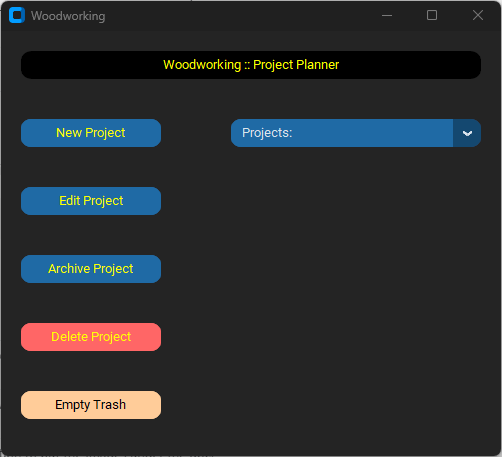 Woodworking
Woodworking :: Project Planner
New Project
Projects:
Edit Project
Archive Project
Delete Project
Empty Trash